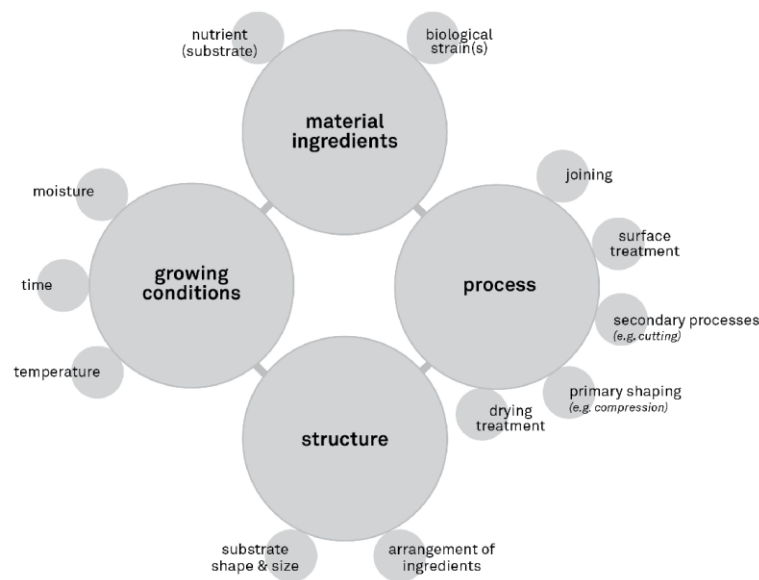 nutrient
(substrate)
biological
strain(s)
material
ingredients
joining
moisture
surface
treatment
growing
conditions
time
process
secondary processes
(e.g. cutting)
temperature
primary shaping
(e.g. compression)
drying
treatment
structure
substrate
shape & size
arrangement of
ingredients